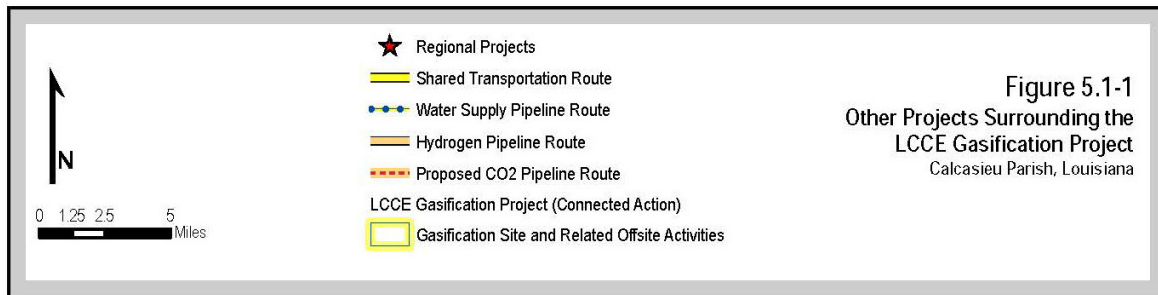 Regional Projects
Shared Transportation Route
Water Supply Pipeline Route
Hydrogen Pipeline Route
Proposed CO2 Pipeline Route
LCCE Gasification Project (Connected Action)
Gasification Site and Related Offsite Activities
N
0 1.25 2.5 5
Miles
Figure 5.1-1
Other Projects Surrounding the
LCCE Gasification Project
Calcasieu Parish, Louisiana